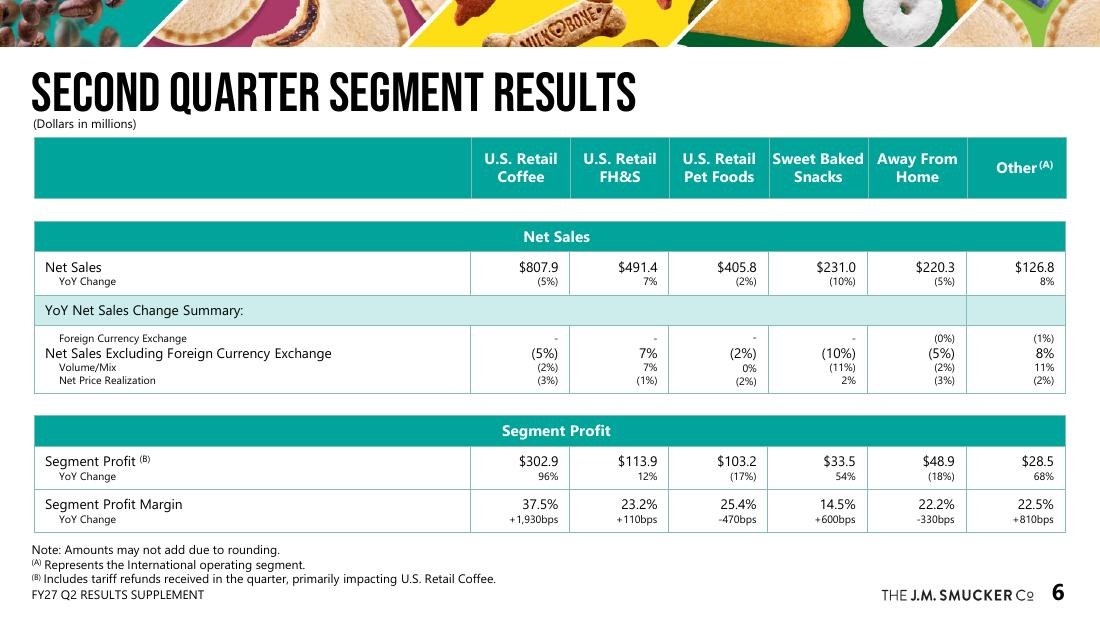 MILK-BONE
SECOND QUARTER SEGMENT RESULTS
(Dollars in millions)
U.S. Retail Coffee U.S. Retail FH&S U.S. Retail Pet Foods Sweet Baked Snacks Away From Home Other (A)
Net Sales
Net Sales $807.9 $491.4 $405.8 $231.0 $220.3 $126.8
YoY Change (5%) 7% (2%) (10%) (5%) 8%
YoY Net Sales Change Summary:
Foreign Currency Exchange - - - - (0%) (1%)
Net Sales Excluding Foreign Currency Exchange (5%) 7% (2%) (10%) (5%) 8%
Volume/Mix (2%) 7% 0% (11%) (2%) 11%
Net Price Realization (3%) (1%) (2%) 2% (3%) (2%)
Segment Profit
Segment Profit (B) $302.9 $113.9 $103.2 $33.5 $48.9 $28.5
YoY Change 96% 12% (17%) 54% (18%) 68%
Segment Profit Margin 37.5% 23.2% 25.4% 14.5% 22.2% 22.5%
YoY Change +1,930bps +110bps -470bps +600bps -330bps +810bps
Note: Amounts may not add due to rounding.
(A) Represents the International operating segment.
(B) Includes tariff refunds received in the quarter, primarily impacting U.S. Retail Coffee.
FY27 Q2 RESULTS SUPPLEMENT
THE J.M. SMUCKER Co 6